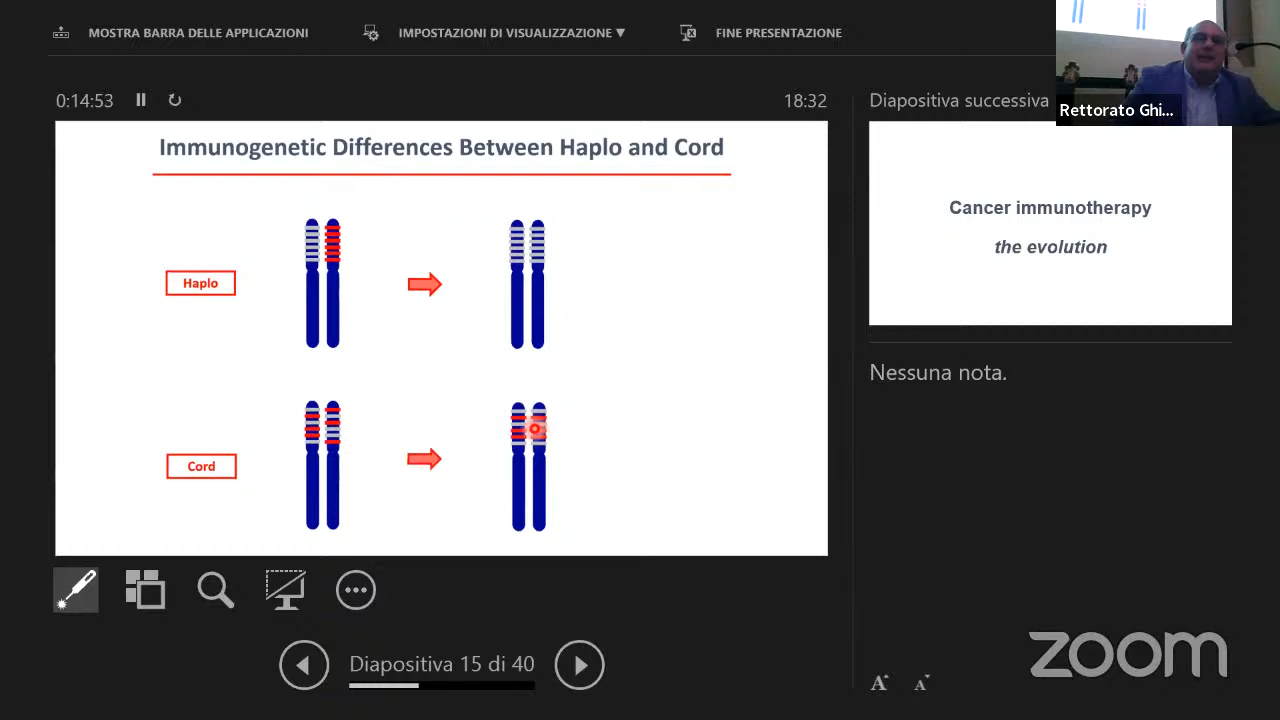 MOSTRA BARRA DELLE APPLICAZIONI
IMPOSTAZIONI DI VISUALIZZAZIONE ▼
FINE PRESENTAZIONE
Rettorato Ghi...
0:14:53
18:32
Diapositiva successiva
Immunogenetic Differences Between Haplo and Cord
Haplo
Cord
Cancer immunotherapy
the evolution
Nessuna nota.
Diapositiva 15 di 40
A A
zoom